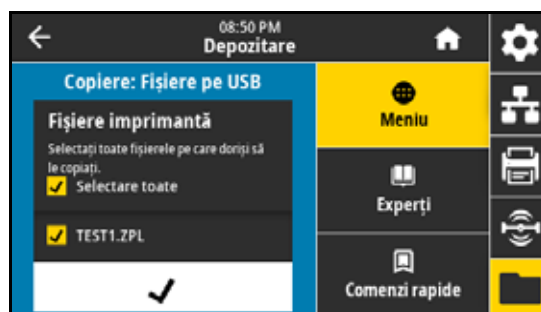 08:50 PM
Depozitare
Copiere: Fișiere pe USB
Fișiere imprimantă
Selectați toate fișierele pe care doriși să
le copiați.
Selectare toate
TEST1.ZPL
Meniu
Experți
Comenzi rapide